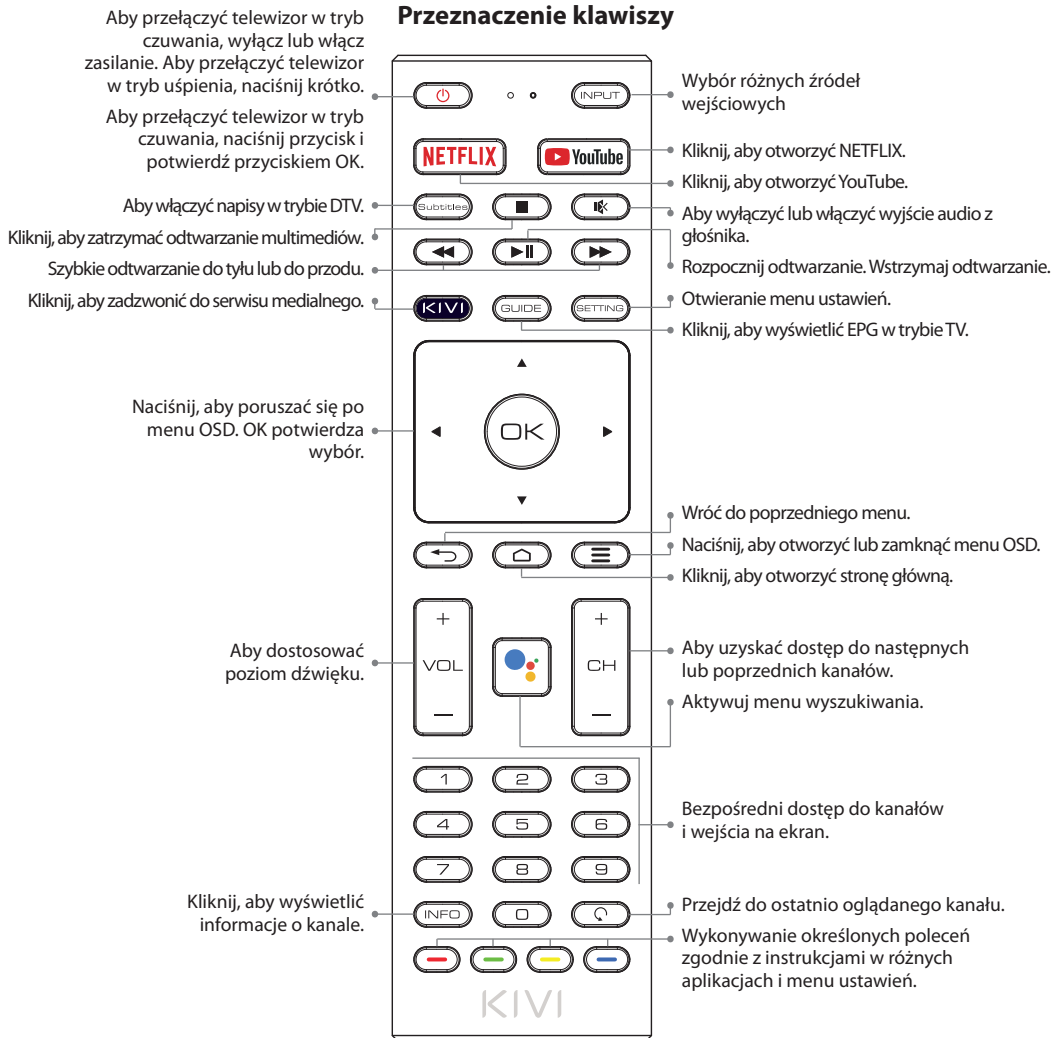 Przeznaczenie klawiszy
Aby przełączyć telewizor w tryb
czuwania, wyłącz lub włącz
zasilanie. Aby przełączyć telewizor
w tryb uśpienia, naciśnij krótko.
Aby przełączyć telewizor w tryb
czuwania, naciśnij przycisk i
potwierdź przyciskiem OK.
Aby włączyć napisy w trybie DTV.
Kliknij, aby zatrzymać odtwarzanie multimediów.
Szybkie odtwarzanie do tyłu lub do przodu.
Kliknij, aby zadzwonić do serwisu medialnego.
Naciśnij, aby poruszać się po
menu OSD. OK potwierdza
wybór.
Aby dostosować
poziom dźwięku.
Kliknij, aby wyświetlić
informacje o kanale.
INPUT
NETFLIX
YouTube
Subtitles
KIVI
GUIDE
SETTING
OK
+
VOL
—
+
CH
—
1
2
3
4
5
6
7
8
9
INFO
0
KIVI
Wybór różnych źródeł
wejściowych
Kliknij, aby otworzyć NETFLIX.
Kliknij, aby otworzyć YouTube.
Aby wyłączyć lub włączyć wyjście audio z
głośnika.
Rozpocznij odtwarzanie. Wstrzymaj odtwarzanie.
Otwieranie menu ustawień.
Kliknij, aby wyświetlić EPG w trybie TV.
Wróć do poprzedniego menu.
Naciśnij, aby otworzyć lub zamknąć menu OSD.
Kliknij, aby otworzyć stronę główną.
Aby uzyskać dostęp do następnych
lub poprzednich kanałów.
Aktywuj menu wyszukiwania.
Bezpośredni dostęp do kanałów
i wejścia na ekran.
Przejdź do ostatnio oglądanego kanału.
Wykonywanie określonych poleceń
zgodnie z instrukcjami w różnych
aplikacjach i menu ustawień.